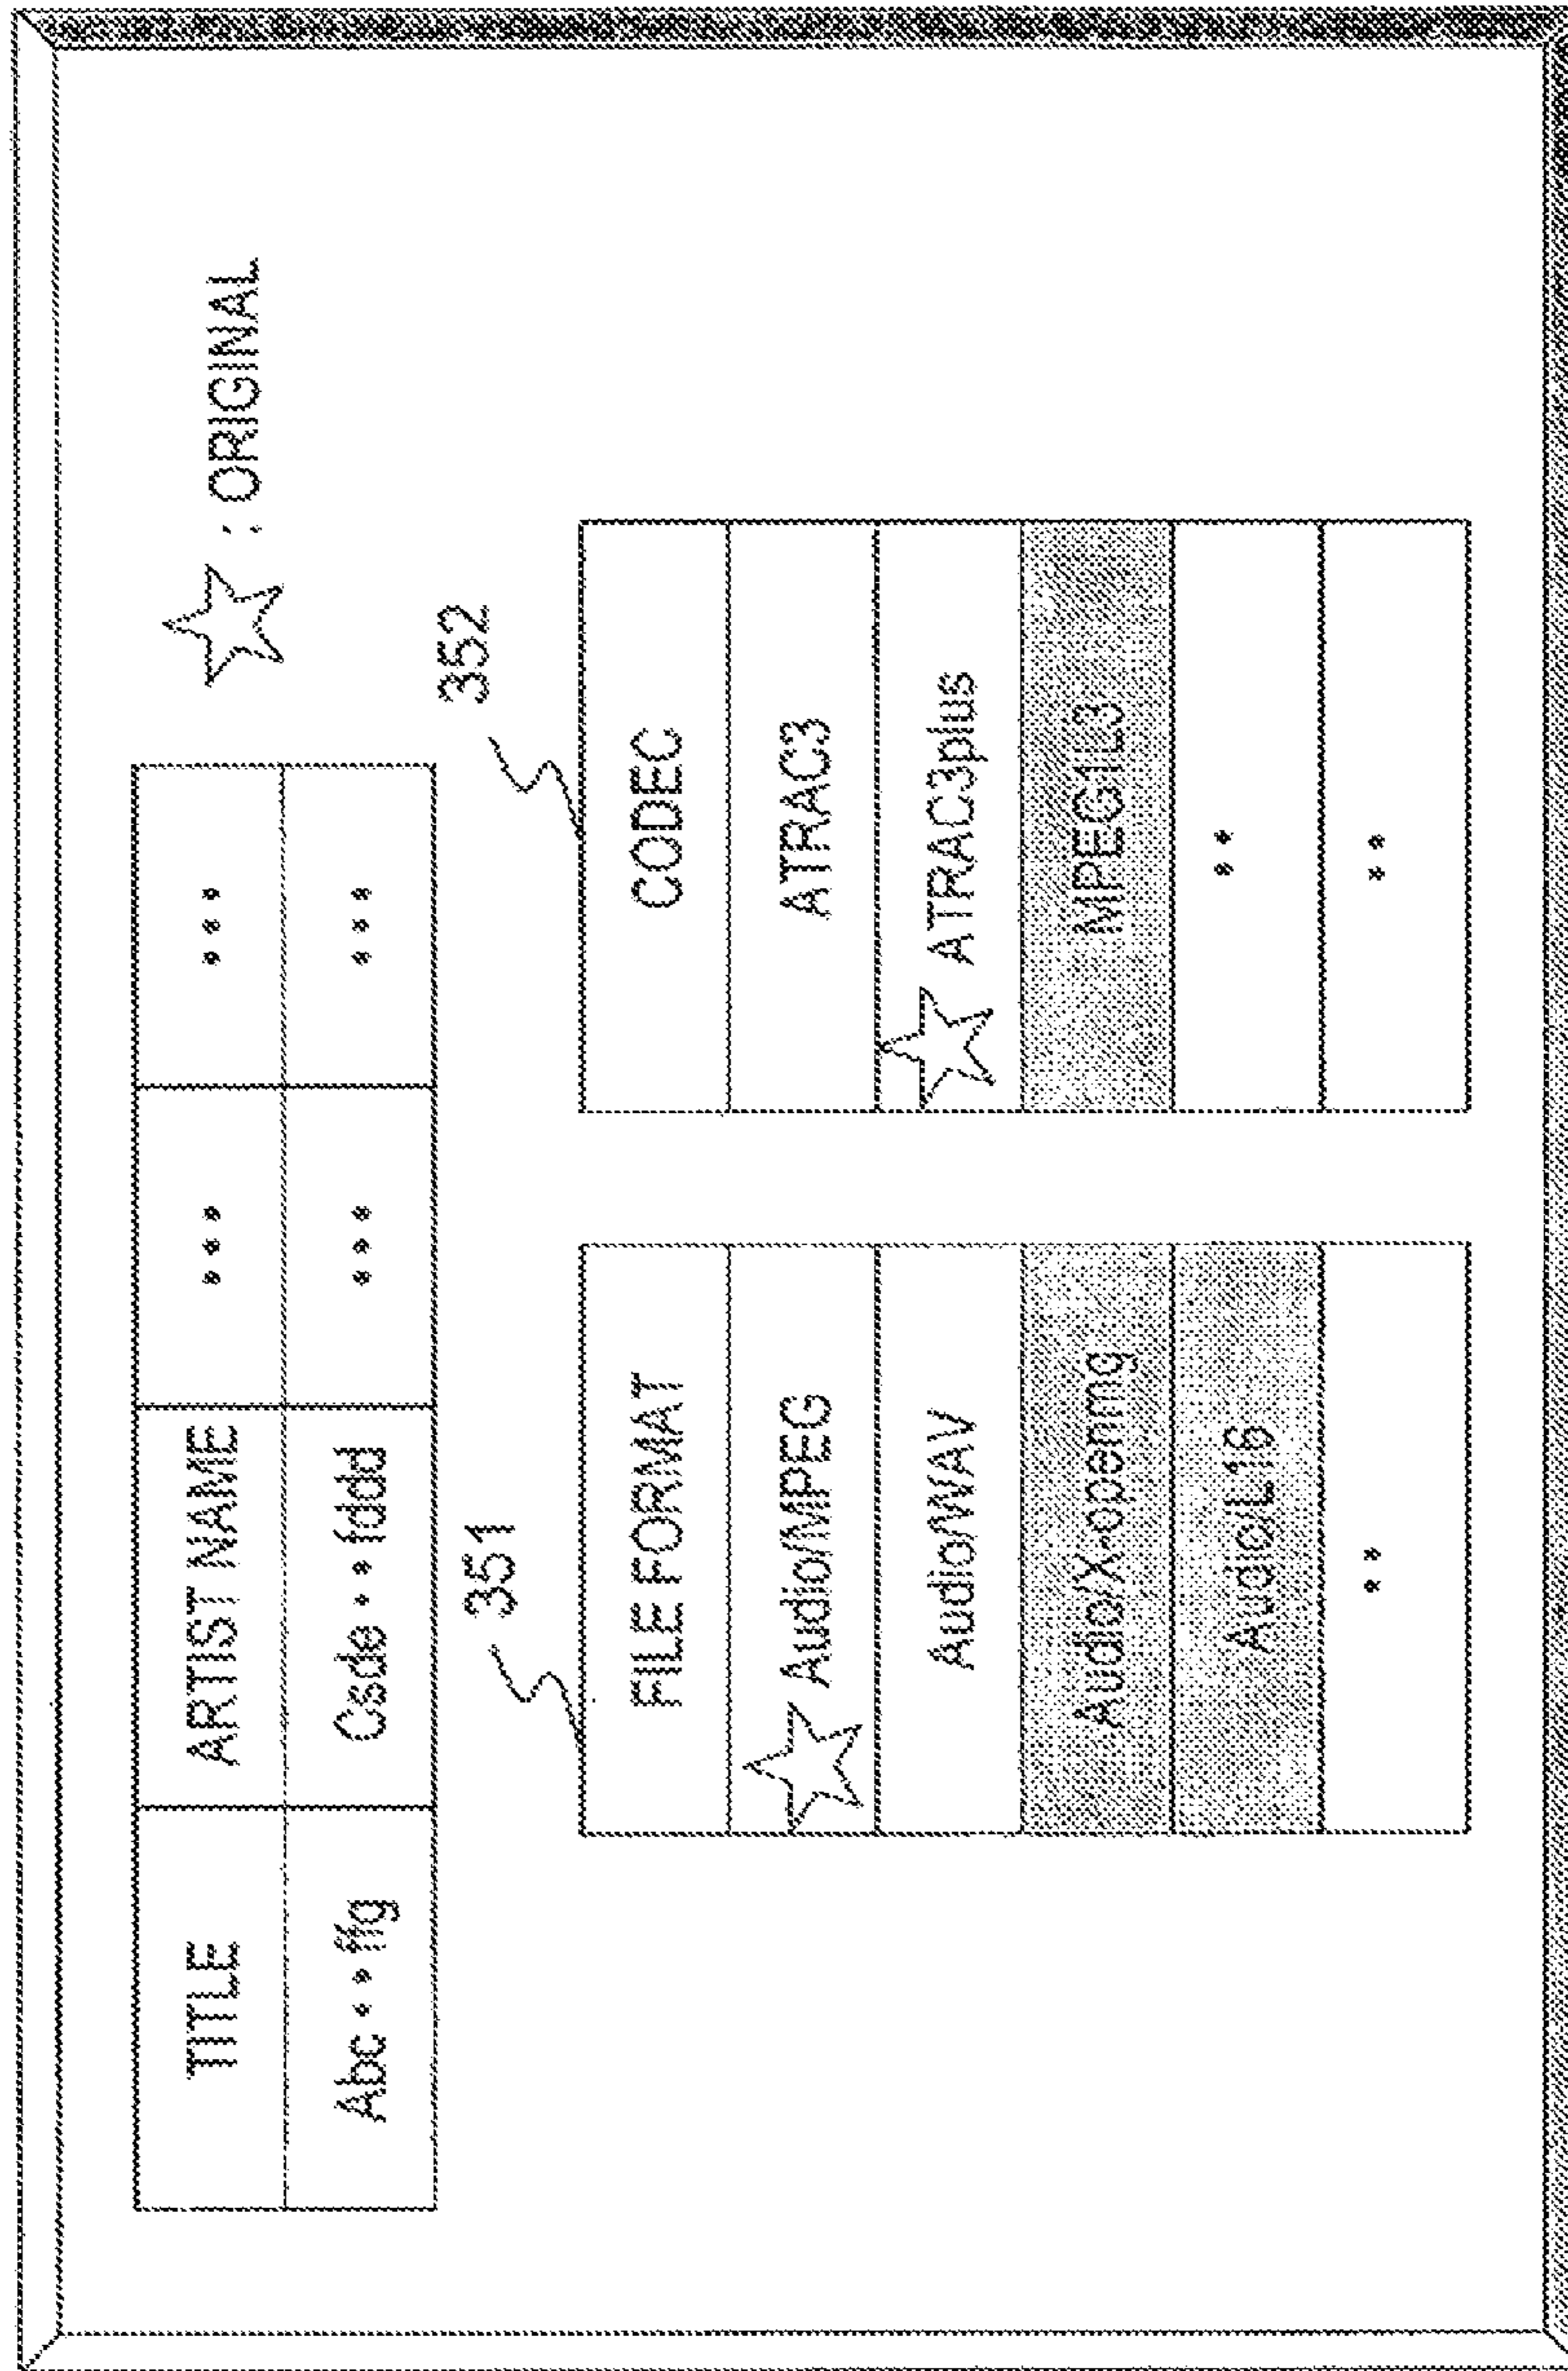 TITLE ARTIST NAME ••• •••
Abc••ffg Csde••fddd ••• •••
☆ : ORIGINAL
351
FILE FORMAT
☆ Audio/MPEG
Audio/WAV
Audio/X-openmg
Audio/L16
••
352
CODEC
ATRAC3
☆ ATRAC3plus
MPEG1L3
••
••